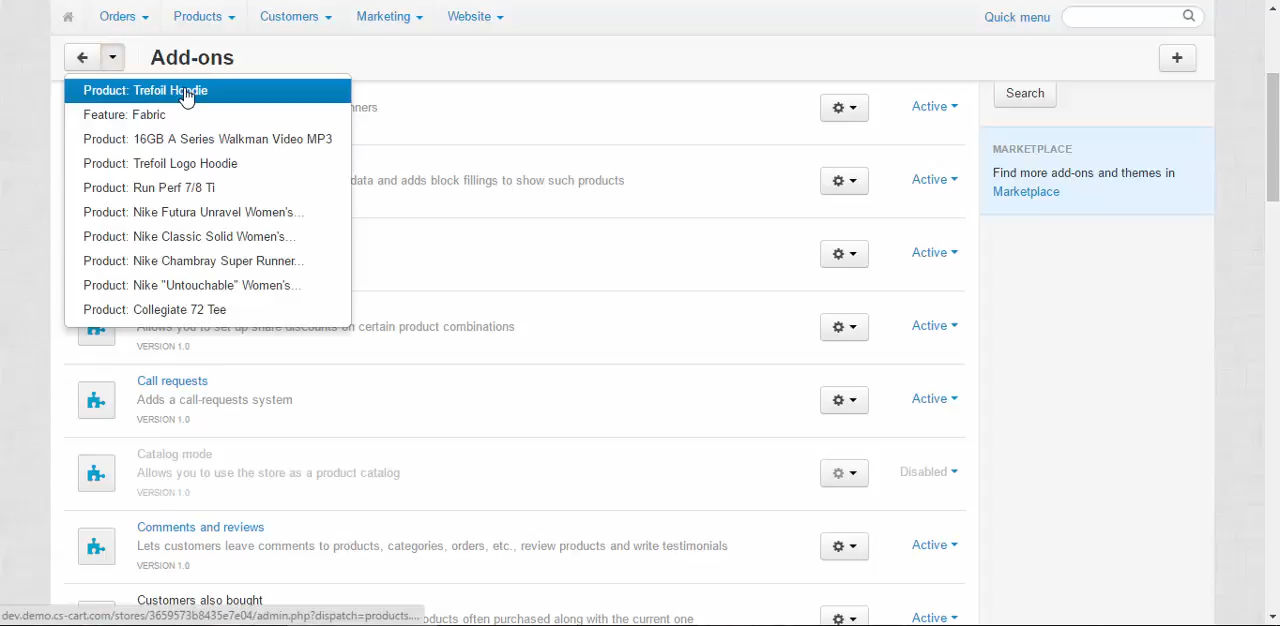 Orders Products Customers Marketing Website Quick menu
Add-ons
Product: Trefoil Hoodie
Feature: Fabric
Product: 16GB A Series Walkman Video MP3
Product: Trefoil Logo Hoodie
Product: Run Perf 7/8 Ti
Product: Nike Futura Unravel Women's...
Product: Nike Classic Solid Women's...
Product: Nike Chambray Super Runner...
Product: Nike "Untouchable" Women's...
Product: Collegiate 72 Tee
Active
data and adds block fillings to show such products
Active
Active
certain product combinations
VERSION 1.0
Active
Call requests
Adds a call-requests system
VERSION 1.0
Active
Catalog mode
Allows you to use the store as a product catalog
VERSION 1.0
Disabled
Comments and reviews
Lets customers leave comments to products, categories, orders, etc., review products and write testimonials
VERSION 1.0
Active
Customers also bought
often purchased along with the current one
Active
Search
MARKETPLACE
Find more add-ons and themes in
Marketplace
dev.demo.cs-cart.com/stores/3659573b8435e7e04/admin.php?dispatch=products....